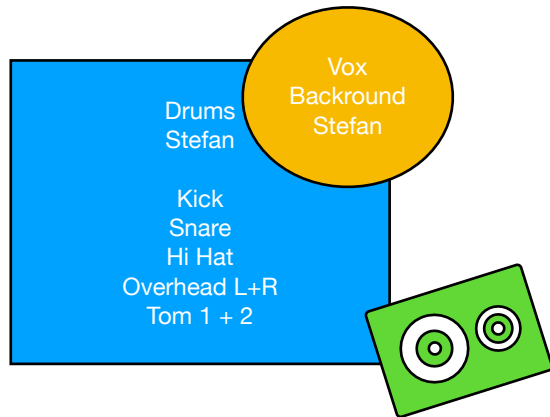 Drums
Stefan
Kick
Snare
Hi Hat
Overhead L+R
Tom 1 + 2
Vox
Backround
Stefan